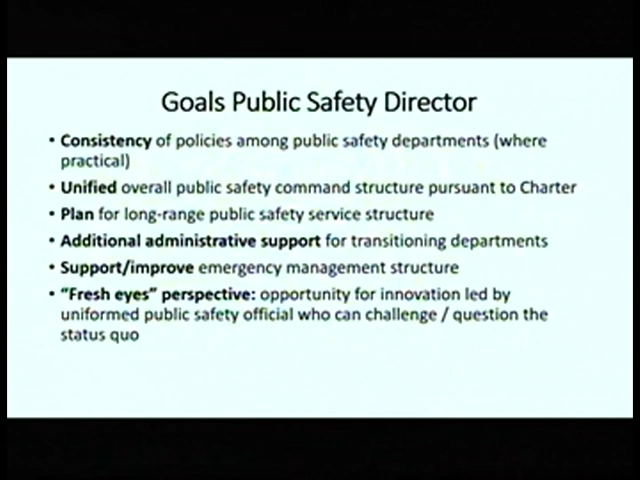 Goals Public Safety Director
• Consistency of policies among public safety departments (where
practical)
• Unified overall public safety command structure pursuant to Charter
• Plan for long-range public safety service structure
• Additional administrative support for transitioning departments
• Support/improve emergency management structure
• “Fresh eyes” perspective: opportunity for innovation led by
uniformed public safety official who can challenge / question the
status quo